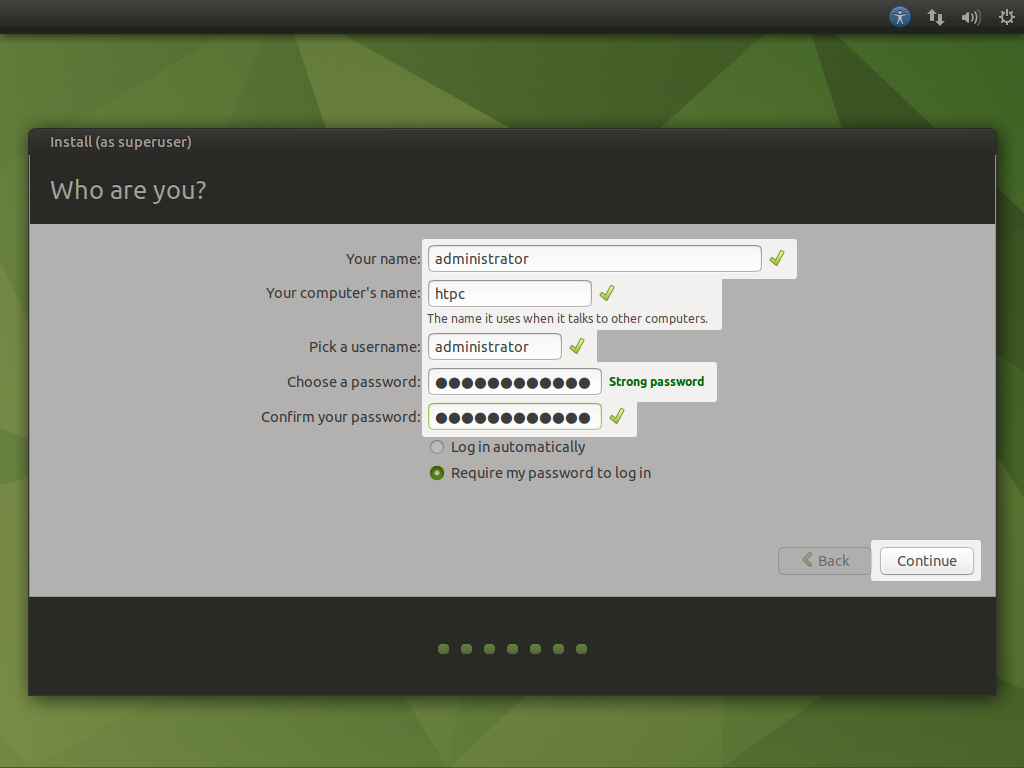 Install (as superuser)
Who are you?
Your name: administrator
Your computer's name: htpc
The name it uses when it talks to other computers.
Pick a username: administrator
Choose a password: ●●●●●●●●●●●● Strong password
Confirm your password: ●●●●●●●●●●●●
Log in automatically
Require my password to log in
Back Continue